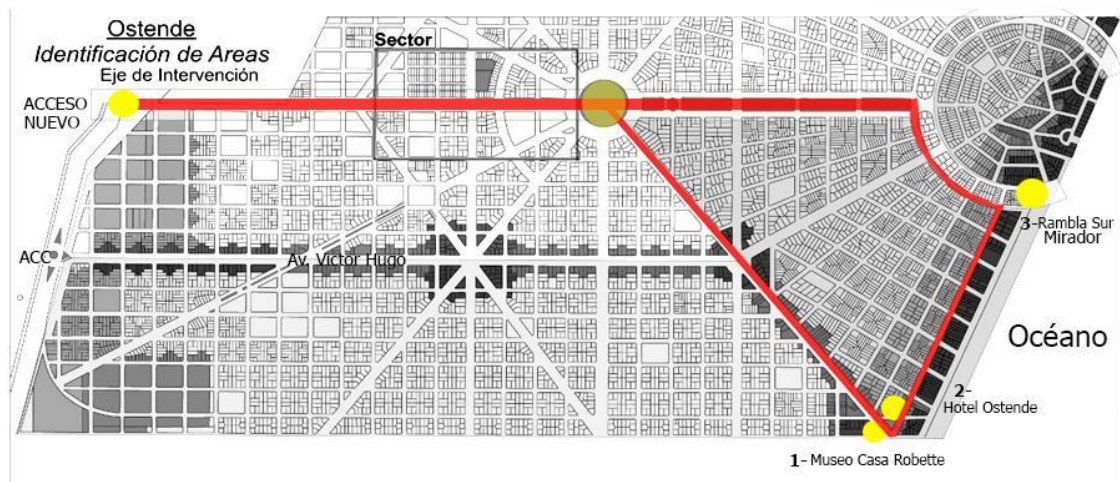 Ostende
Identificación de Areas
Eje de Intervención
Sector
ACCESO
NUEVO
3-Rambla Sur
Mirador
ACC
Av. Victor Hugo
Océano
2-
Hotel Ostende
1- Museo Casa Robette